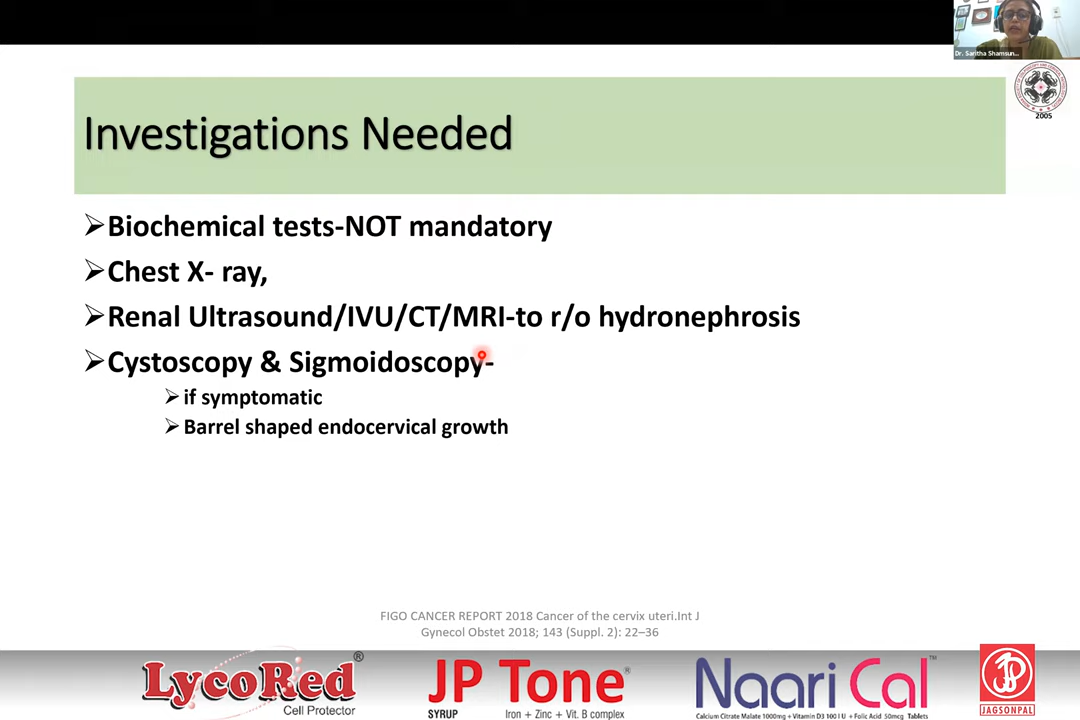 Dr. Saritha Shamsun...
2005
Investigations Needed
Biochemical tests-NOT mandatory
Chest X- ray,
Renal Ultrasound/IVU/CT/MRI-to r/o hydronephrosis
Cystoscopy & Sigmoidoscopy-
if symptomatic
Barrel shaped endocervical growth
FIGO CANCER REPORT 2018 Cancer of the cervix uteri.Int J
Gynecol Obstet 2018; 143 (Suppl. 2): 22–36
LycoRed®
Cell Protector
JP Tone®
SYRUP Iron + Zinc + Vit. B complex
Naari Cal™
Calcium Citrate Malate 1000mg + Vitamin D3 100 I U + Folic Acid 50mcg Tablets
JAGSONPAL